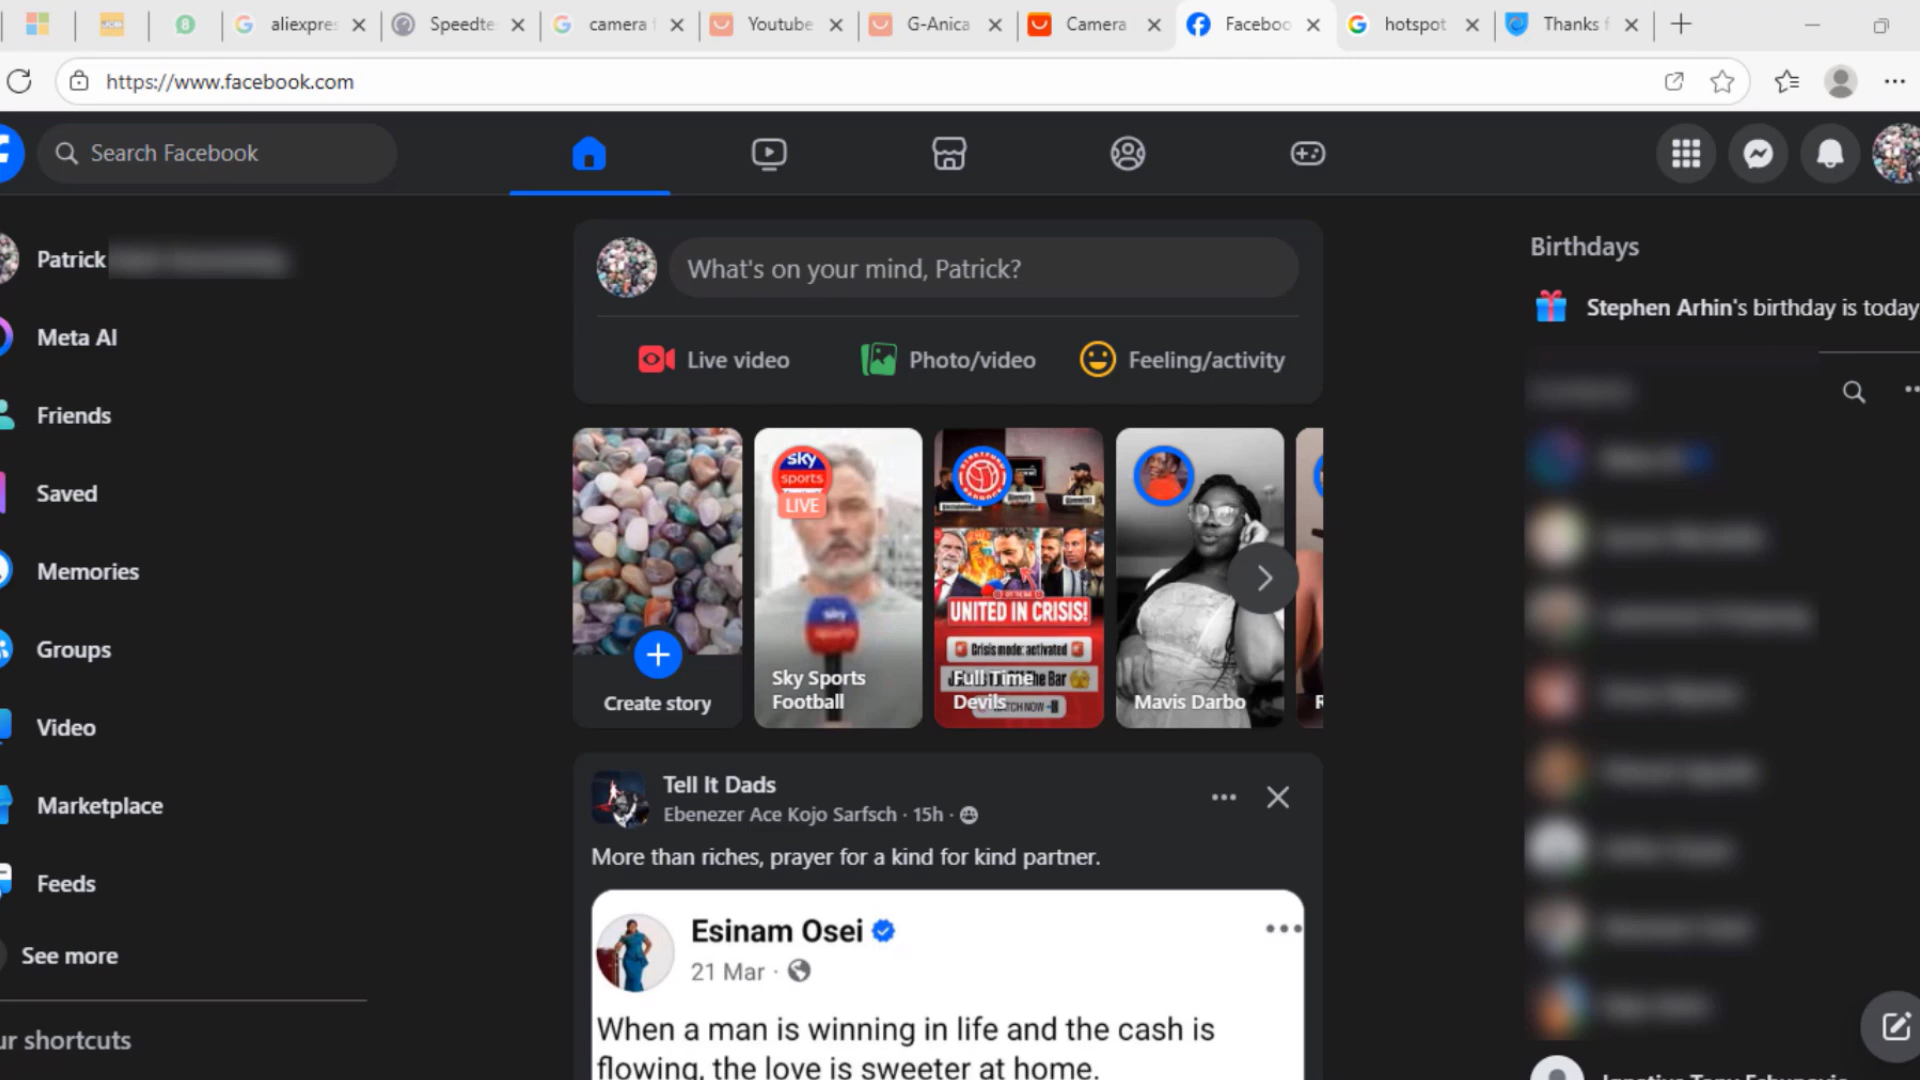 aliexpres
Speedte
camera f
Youtube
G-Anica
Camera
Faceboo
hotspot
Thanks f
https://www.facebook.com
Search Facebook
Patrick
Meta AI
Friends
Saved
Memories
Groups
Video
Marketplace
Feeds
See more
ur shortcuts
What's on your mind, Patrick?
Live video
Photo/video
Feeling/activity
Create story
sky
sports
LIVE
sky
Sky Sports
Football
UNITED IN CRISIS!
Crisis mode: activated
The Bar
WATCH NOW
Full Time
Devils
Mavis Darbo
R
Tell It Dads
Ebenezer Ace Kojo Sarfsch · 15h ·
More than riches, prayer for a kind for kind partner.
Esinam Osei
21 Mar ·
When a man is winning in life and the cash is
flowing, the love is sweeter at home.
Birthdays
Stephen Arhin's birthday is today